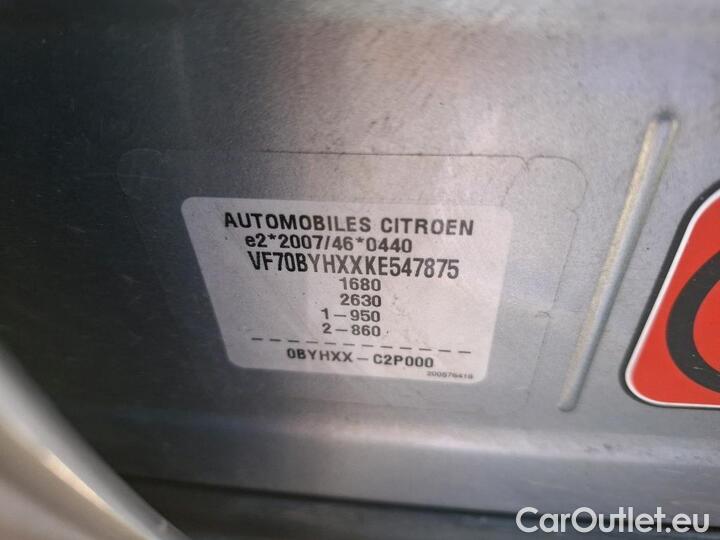 AUTOMOBILES CITROEN
e2*2007/46*0440
VF70BYHXXKE547875
1680
2630
1-950
2-860
0BYHXX-C2P000
CarOutlet.eu